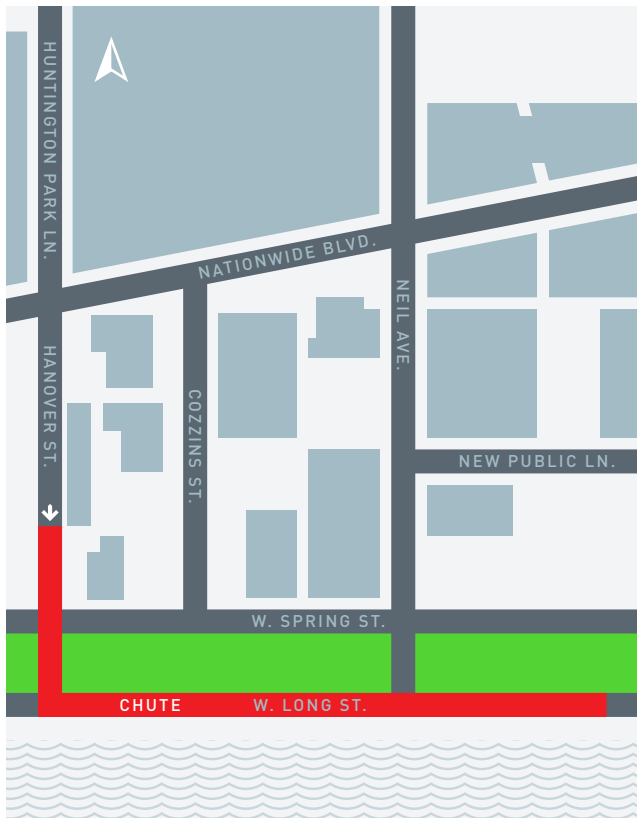 HUNTINGTON PARK LN.
NATIONWIDE BLVD.
NEIL AVE.
HANOVER ST.
COZZINS ST.
NEW PUBLIC LN.
W. SPRING ST.
CHUTE W. LONG ST.